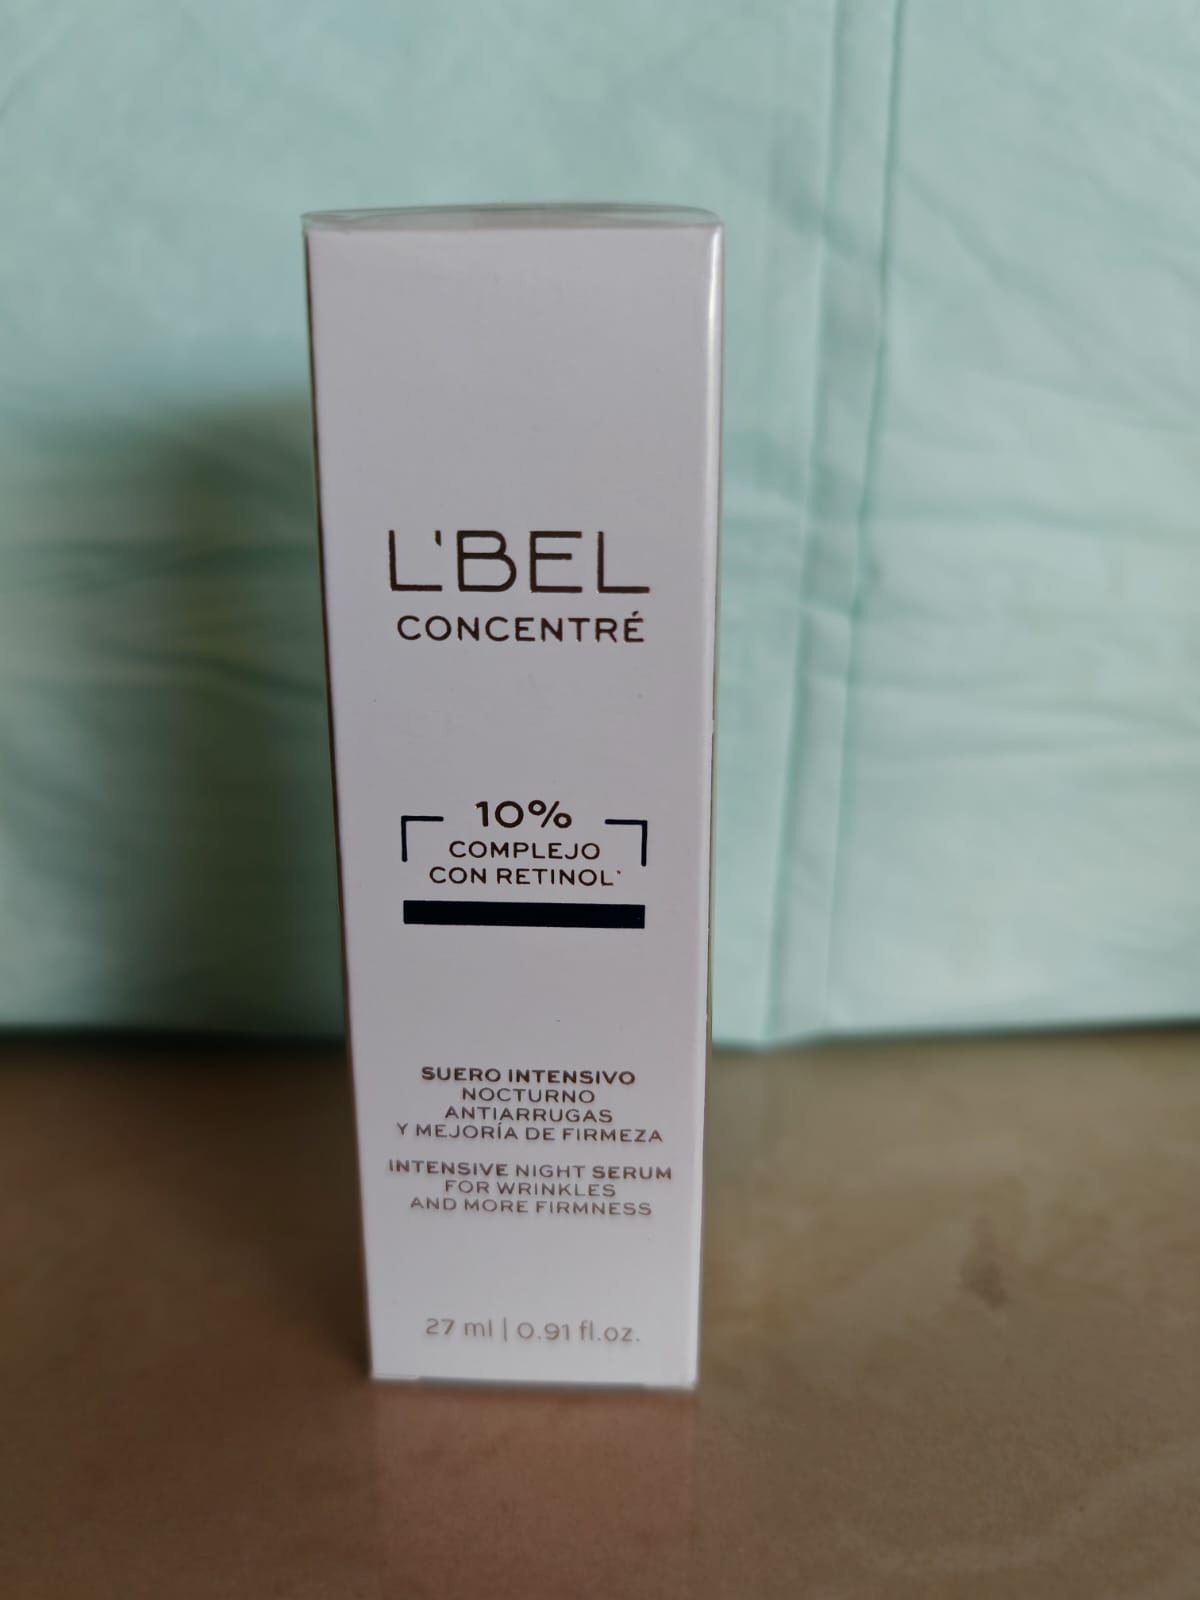 L'BEL
CONCENTRÉ
10%
COMPLEJO
CON RETINOL*
SUERO INTENSIVO
NOCTURNO
ANTIARRUGAS
Y MEJORÍA DE FIRMEZA
INTENSIVE NIGHT SERUM
FOR WRINKLES
AND MORE FIRMNESS
27 ml | 0.91 fl.oz.